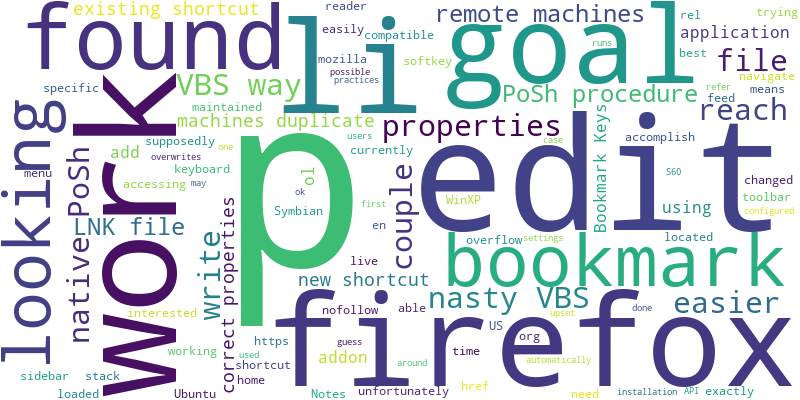 existing shortcut
found
li
goal
reader
easily
compatible
remote machines
rel
trying
application
best
mozilla
possible
practices
softkey
runs
file
navigate
specific
VBS way
maintained
PoSh procedure
refer
feed
means
reach
looking
work
native PoSh
machines duplicate
supposedly
add
overwrites
keyboard
menu
accessing
may
users
one
properties
currently
case
accomplish
Bookmark Keys
S60
changed
toolbar
configured
p
edit
ol
Symbian
first
ok
WinXP
using
located
LNK file
write
correct properties
couple
en
overflow
settings
live
new shortcut
bookmark
interested
nofollow
able
US
nasty VBS
easier
firefox
https
org
addon
time
upset
done
working
guess
shortcut
used
around
automatically
sidebar
stack
home
loaded
Ubuntu
Notes
unfortunately
href
need
installation
API
exactly